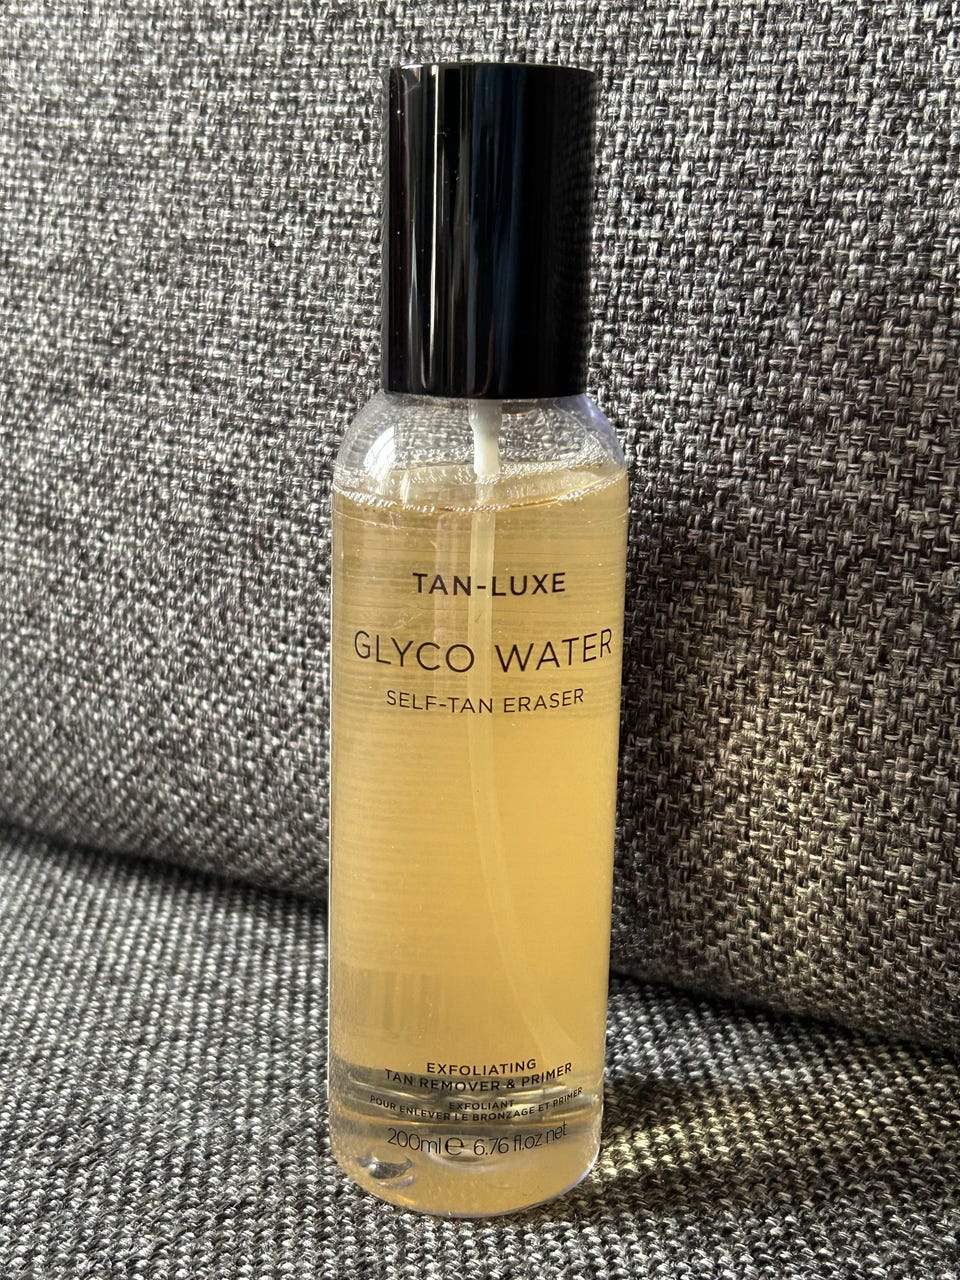 TAN-LUXE
GLYCO WATER
SELF-TAN ERASER
EXFOLIATING
TAN REMOVER & PRIMER
EXFOLIANT
POUR ENLEVER LE BRONZAGE ET PRIMER
200ml℮ 6.76 fl.oz net